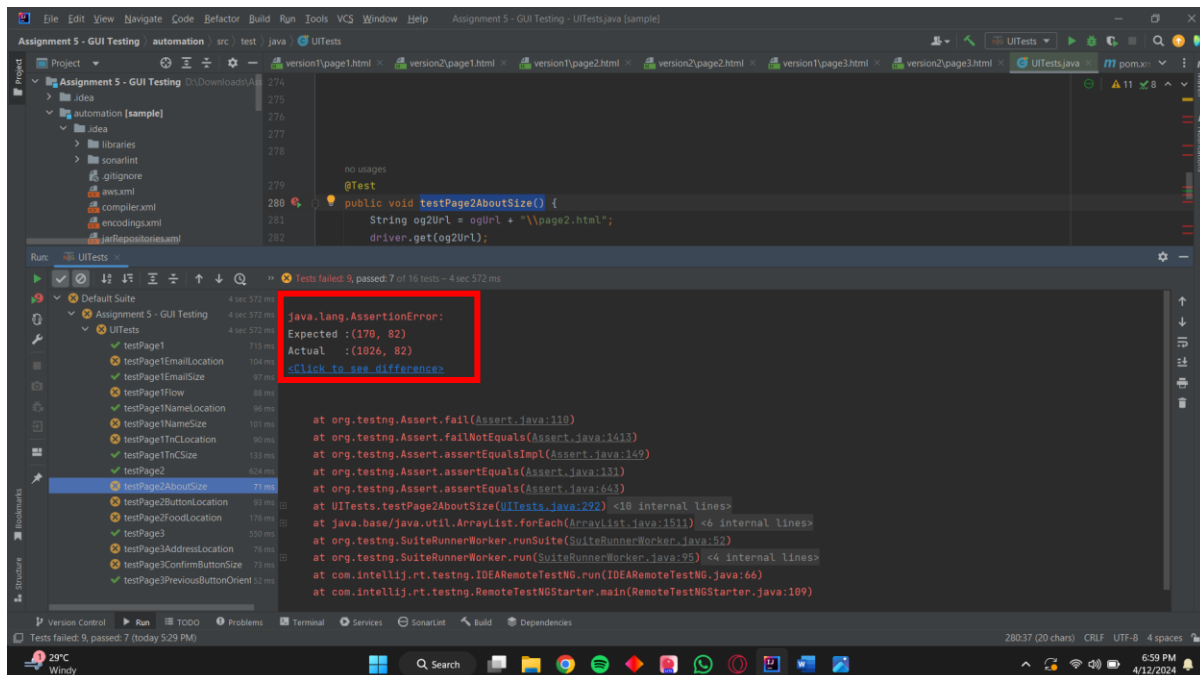 File Edit View Navigate Code Refactor Build Run Tools VCS Window Help Assignment 5 - GUI Testing - UITests.java [sample]
Assignment 5 - GUI Testing automation src test java UITests UITests
Project version1\page1.html version2\page1.html version1\page2.html version2\page2.html version1\page3.html version2\page3.html UITests.java pom.xm
Assignment 5 - GUI Testing D:\Downloads\Ass 274
.idea 275
automation [sample] 276
.idea 277
libraries 278
sonarlint no usages
.gitignore 279 @Test
aws.xml 280 public void testPage2AboutSize() {
compiler.xml 281 String og2Url = ogUrl + "\\page2.html";
encodings.xml 282 driver.get(og2Url);
jarRepositories.xml
11 8
Run: UITests
Tests failed: 9, passed: 7 of 16 tests – 4 sec 572 ms
Default Suite 4 sec 572 ms
Assignment 5 - GUI Testing 4 sec 572 ms
UITests 4 sec 572 ms
testPage1 715 ms
testPage1EmailLocation 104 ms
testPage1EmailSize 97 ms
testPage1Flow 88 ms
testPage1NameLocation 96 ms
testPage1NameSize 101 ms
testPage1TnCLocation 90 ms
testPage1TnCSize 133 ms
testPage2 624 ms
testPage2AboutSize 71 ms
testPage2ButtonLocation 93 ms
testPage2FoodLocation 176 ms
testPage3 550 ms
testPage3AddressLocation 76 ms
testPage3ConfirmButtonSize 73 ms
testPage3PreviousButtonOrient 52 ms
java.lang.AssertionError:
Expected :(170, 82)
Actual :(1026, 82)
<Click to see difference>
at org.testng.Assert.fail(Assert.java:110)
at org.testng.Assert.failNotEquals(Assert.java:1413)
at org.testng.Assert.assertEqualsImpl(Assert.java:149)
at org.testng.Assert.assertEquals(Assert.java:131)
at org.testng.Assert.assertEquals(Assert.java:643)
at UITests.testPage2AboutSize(UITests.java:292) <10 internal lines>
at java.base/java.util.ArrayList.forEach(ArrayList.java:1511) <6 internal lines>
at org.testng.SuiteRunnerWorker.runSuite(SuiteRunnerWorker.java:52)
at org.testng.SuiteRunnerWorker.run(SuiteRunnerWorker.java:95) <4 internal lines>
at com.intellij.rt.testng.IDEARemoteTestNG.run(IDEARemoteTestNG.java:66)
at com.intellij.rt.testng.RemoteTestNGStarter.main(RemoteTestNGStarter.java:109)
Bookmarks
Structure
Version Control Run TODO Problems Terminal Services SonarLint Build Dependencies
Tests failed: 9, passed: 7 (today 5:29 PM) 280:37 (20 chars) CRLF UTF-8 4 spaces
29°C
Windy
Search
6:59 PM
4/12/2024